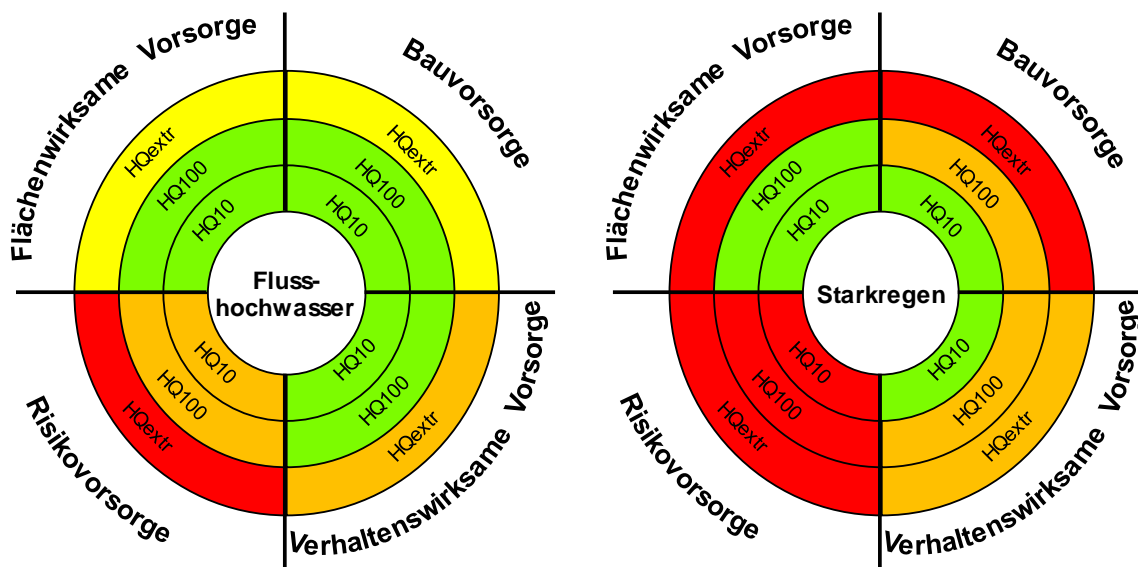 Flächenwirksame Vorsorge
Bauvorsorge
HQextr
HQ100
HQ10
HQextr
HQ100
HQ10
Fluss-
hochwasser
HQ10
HQ100
HQextr
HQ10
HQ100
HQextr
Risikovorsorge
Verhaltenswirksame Vorsorge
Flächenwirksame Vorsorge
Bauvorsorge
HQextr
HQ100
HQ10
HQextr
HQ100
HQ10
Starkregen
HQ10
HQ100
HQextr
HQ10
HQ100
HQextr
Risikovorsorge
Verhaltenswirksame Vorsorge